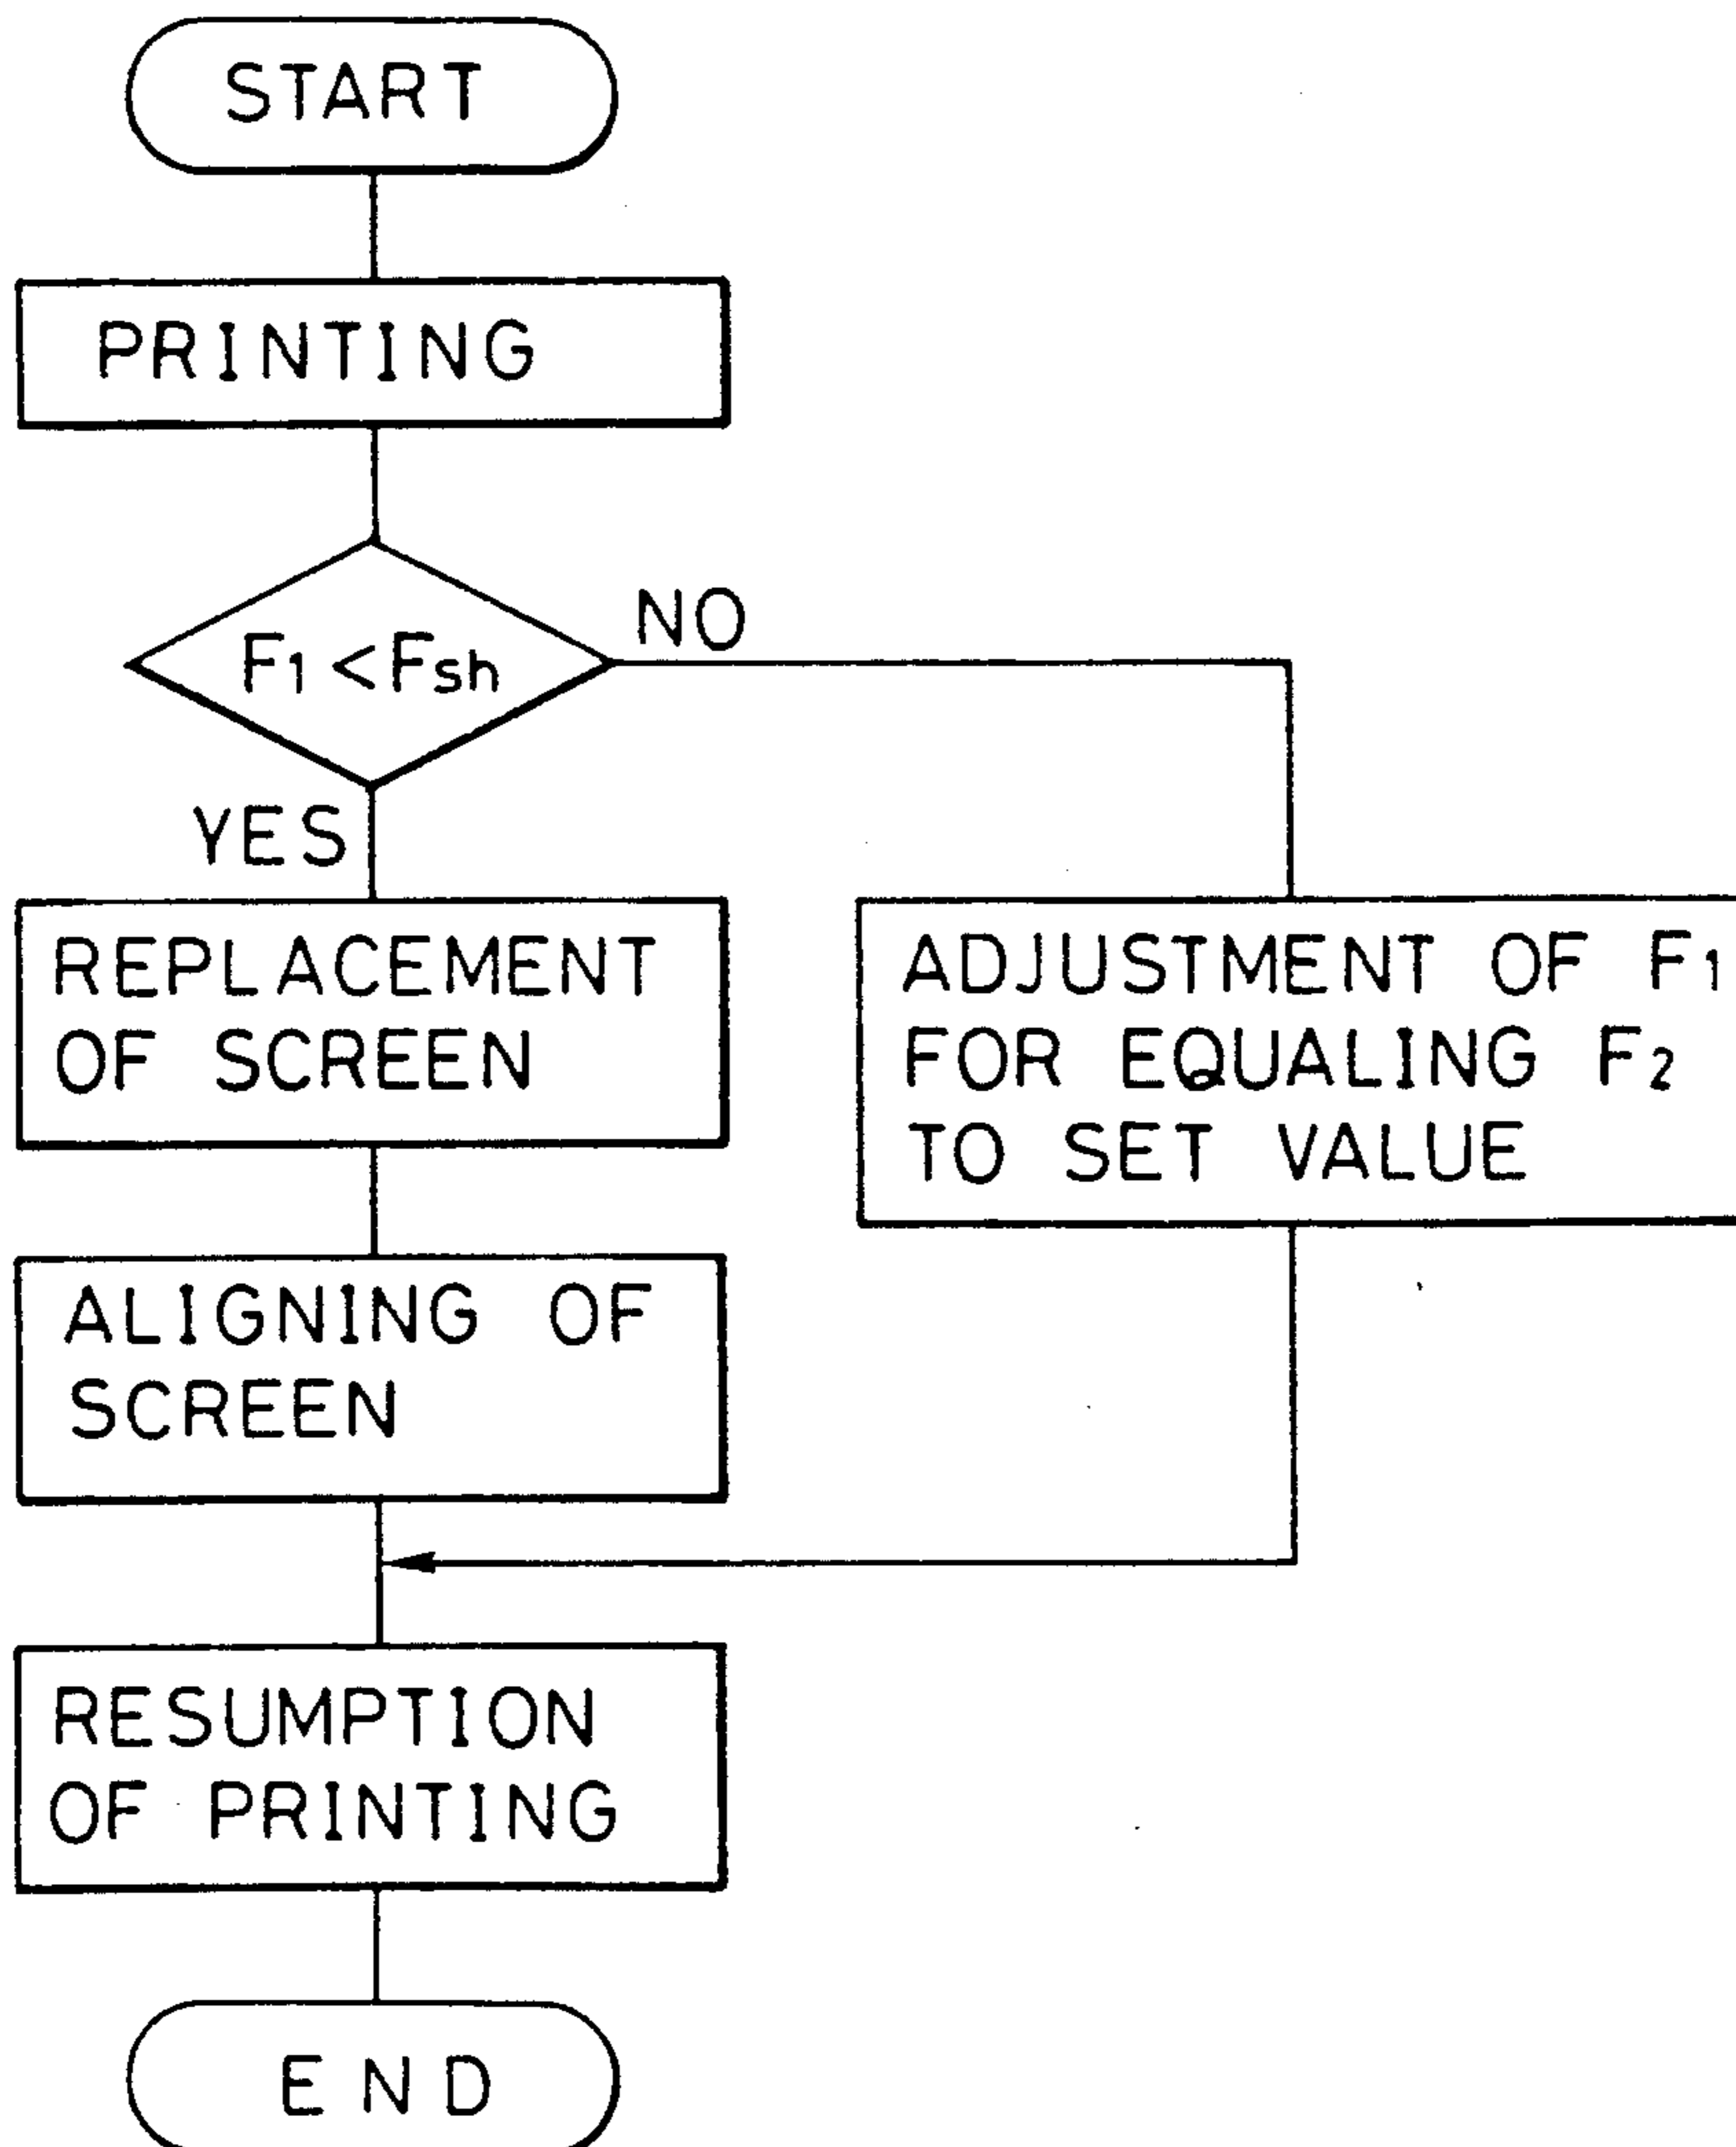 START
PRINTING
F1 < Fsh
NO
YES
REPLACEMENT
OF SCREEN
ADJUSTMENT OF F1
FOR EQUALING F2
TO SET VALUE
ALIGNING OF
SCREEN
RESUMPTION
OF PRINTING
END